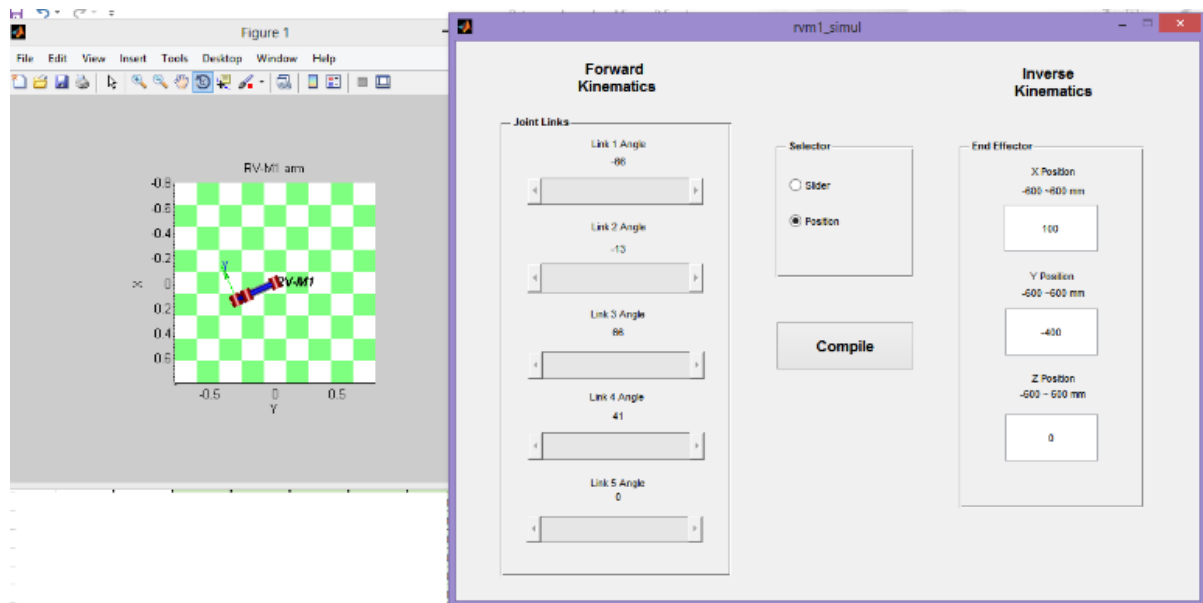 Figure 1
File Edit View Insert Tools Desktop Window Help
RV-M1 arm
-0.8
-0.6
-0.4
-0.2
X 0
0.2
0.4
0.6
Y
RV-M1
-0.5 0 0.5
Y
rvm1_simul
Forward
Kinematics
Joint Links
Link 1 Angle
-66
Link 2 Angle
-13
Link 3 Angle
66
Link 4 Angle
41
Link 5 Angle
0
Selector
Slider
Position
Compile
Inverse
Kinematics
End Effector
X Position
-600 ~600 mm
100
Y Position
-600 ~600 mm
-400
Z Position
-600 ~ 600 mm
0